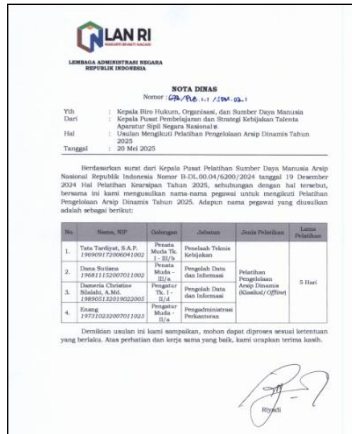 LAN RI
LEMBAGA ADMINISTRASI NEGARA
REPUBLIK INDONESIA
NOTA DINAS
Nomor :
Yth : Kepala Biro Hukum, Organisasi, dan Sumber Daya Manusia
Dari : Kepala Pusat Pembelajaran dan Strategi Kebijakan Talenta
Aparatur Sipil Negara Nasional
Hal : Usulan Mengikuti Pelatihan Pengelolaan Arsip Dinamis Tahun
2025
Tanggal : 20 Mei 2025
Berdasarkan surat dari Kepala Pusat Pelatihan Sumber Daya Manusia Arsip
Nasional Republik Indonesia Nomor B-DL.00.04/6200/2024 tanggal 19 Desember
2024 Hal Pelatihan Kearsipan Tahun 2025, sehubungan dengan hal tersebut,
bersama ini kami mengusulkan nama-nama pegawai untuk mengikuti Pelatihan
Pengelolaan Arsip Dinamis Tahun 2025. Adapun nama pegawai yang diusulkan
adalah sebagai berikut:
No. Nama, NIP Golongan Jabatan Jenis Pelatihan Lama Pelatihan
1. Tata Tardiyat, S.A.P. Penata Muda Tk. I - III/b Penelaah Teknis Kebijakan
2. Dana Sutisna 196811152007011002 Penata Muda - III/a Pengolah Data dan Informasi
3. Dameria Christine Silalahi, A.Md. 198905132019022005 Pengatur Tk. I - II/d Pengolah Data dan Informasi
4. Enang 197310232007011023 Pengatur Muda - II/a Pengadministrasi Perkantoran
Pelatihan Pengelolaan Arsip Dinamis (Klasikal/Offline) 5 Hari
Demikian usulan ini kami sampaikan, mohon dapat diproses sesuai ketentuan
yang berlaku. Atas perhatian dan kerja sama yang baik, kami ucapkan terima kasih.
Riyadi